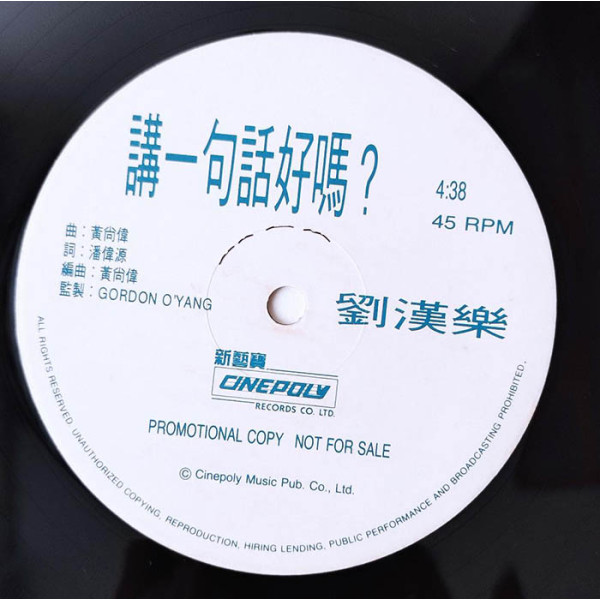 講一句話好嗎？
4:38
45 RPM
曲：黃尚偉
詞：潘偉源
編曲：黃尚偉
監製：GORDON O'YANG
劉漢樂
新藝寶
CINEPOLY
RECORDS CO. LTD.
PROMOTIONAL COPY NOT FOR SALE
© Cinepoly Music Pub. Co., Ltd.
ALL RIGHTS RESERVED. UNAUTHORIZED COPYING, REPRODUCTION, HIRING LENDING, PUBLIC PERFORMANCE AND BROADCASTING PROHIBITED.